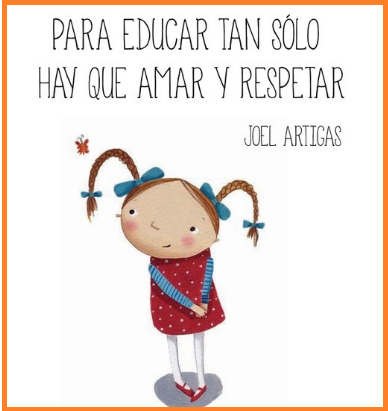 PARA EDUCAR TAN SÓLO
HAY QUE AMAR Y RESPETAR
JOEL ARTIGAS